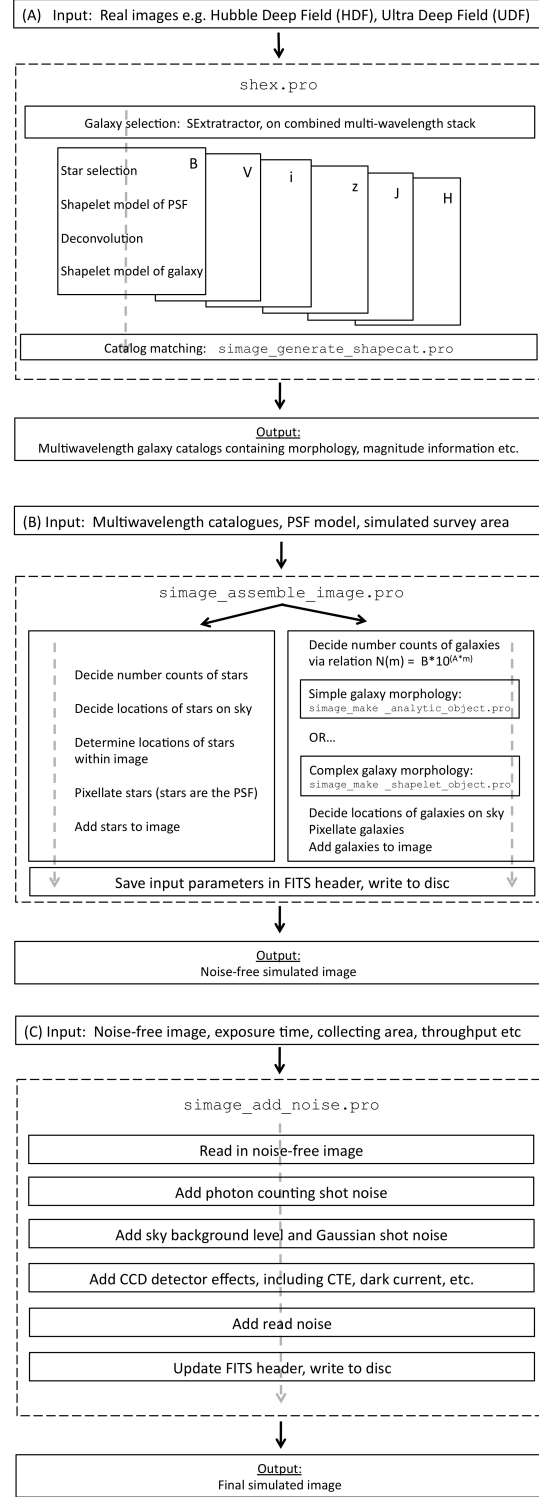 (A)   Input:  Real images e.g. Hubble Deep Field (HDF), Ultra Deep Field (UDF)
shex.pro
Galaxy selection:  SExtratractor, on combined multi-wavelength stack
B
V
i
z
J
H
Star selection
Shapelet model of PSF
Deconvolution
Shapelet model of galaxy
Catalog matching:  simage_generate_shapecat.pro
Output:
Multiwavelength galaxy catalogs containing morphology, magnitude information etc.
(B) Input:  Multiwavelength catalogues, PSF model, simulated survey area
simage_assemble_image.pro
Decide number counts of stars
Decide locations of stars on sky
Determine locations of stars
within image
Pixellate stars (stars are the PSF)
Add stars to image
Decide number counts of galaxies
via relation N(m) =  B*10^(A*m)
Simple galaxy morphology:
simage_make _analytic_object.pro
OR...
Complex galaxy morphology:
simage_make _shapelet_object.pro
Decide locations of galaxies on sky
Pixellate galaxies
Add galaxies to image
Save input parameters in FITS header, write to disc
Output:
Noise-free simulated image
(C) Input:  Noise-free image, exposure time, collecting area, throughput etc
simage_add_noise.pro
Read in noise-free image
Add photon counting shot noise
Add sky background level and Gaussian shot noise
Add CCD detector effects, including CTE, dark current, etc.
Add read noise
Update FITS header, write to disc
Output:
Final simulated image